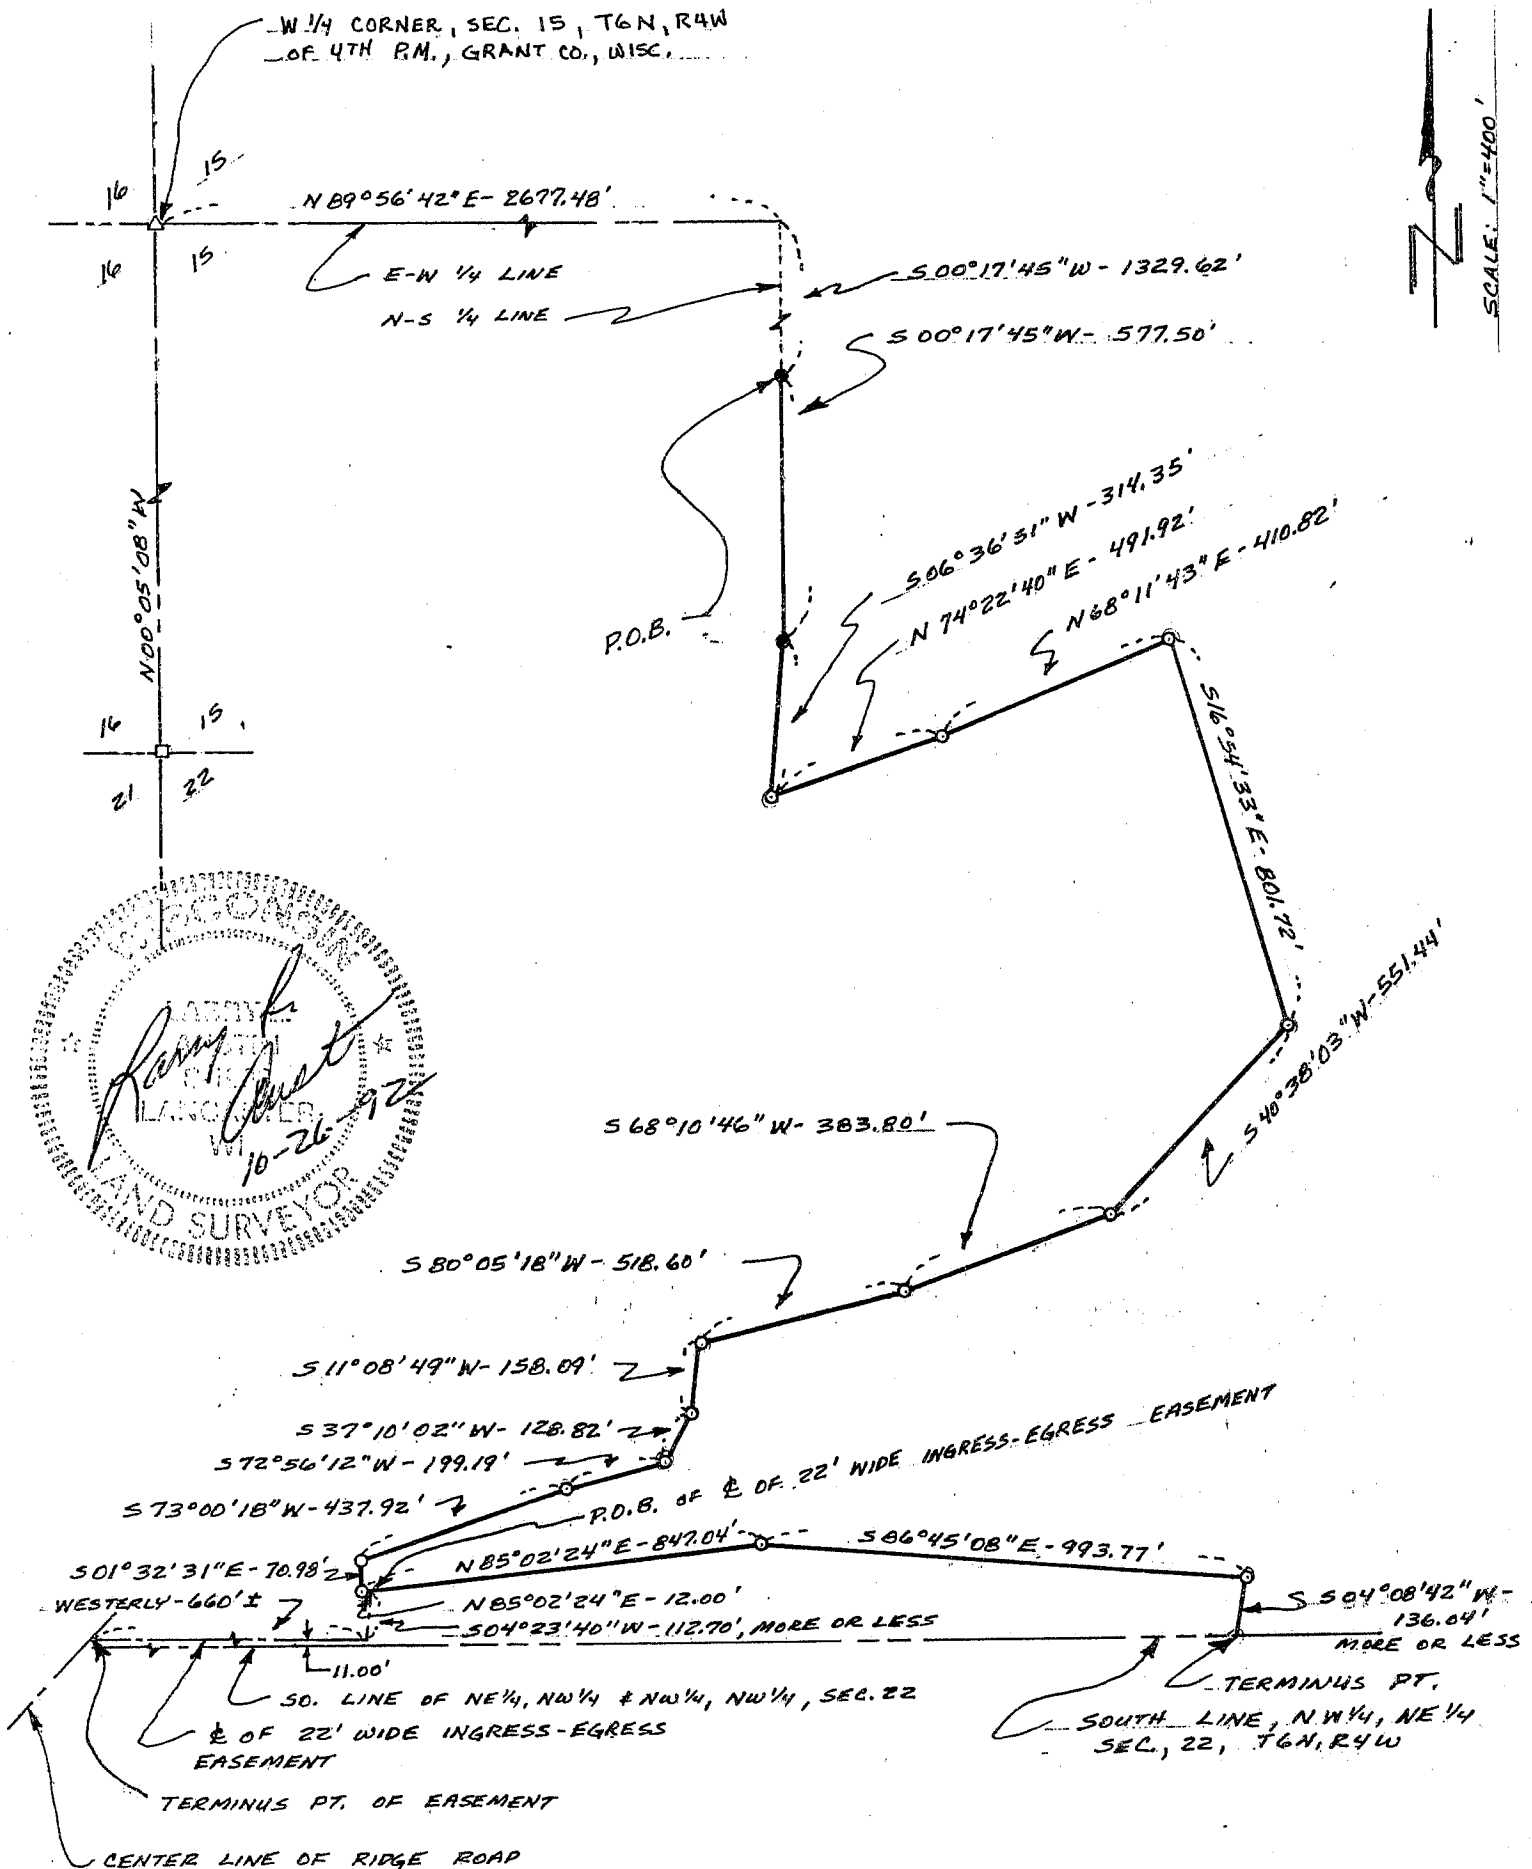 W 1/4 CORNER, SEC. 15, T6N, R4W
OF 4TH P.M., GRANT CO., WISC.
SCALE: 1"=400'
16 15
N 89°56'42" E - 2677.48'
16 15
E-W 1/4 LINE
S 00°17'45" W - 1329.62'
N-S 1/4 LINE
S 00°17'45" W - 577.50'
S 06°36'51" W - 314.35'
N 74°22'40" E - 491.92'
N 68°11'43" E - 410.82'
N 00°05'08" W
P.O.B.
16 15
21 22
S 16°54'33" E - 801.72'
WISCONSIN
LANCASTER,
WI
LAND SURVEYOR
10-26-92
S 40°38'03" W - 551.44'
S 68°10'46" W - 383.80'
S 80°05'18" W - 518.60'
S 11°08'49" W - 158.09'
S 37°10'02" W - 128.82'
S 72°56'12" W - 199.19'
S 73°00'18" W - 437.92'
P.O.B. OF ℄ OF 22' WIDE INGRESS-EGRESS EASEMENT
S 01°32'31" E - 70.98'
N 85°02'24" E - 847.04'
S 86°45'08" E - 993.77'
WESTERLY - 660' ±
N 85°02'24" E - 12.00'
S 04°23'40" W - 112.70', MORE OR LESS
S 04°08'42" W -
136.04'
MORE OR LESS
11.00'
SO. LINE OF NE 1/4, NW 1/4 & NW 1/4, NW 1/4, SEC. 22
TERMINUS PT.
℄ OF 22' WIDE INGRESS-EGRESS
EASEMENT
SOUTH LINE, NW 1/4, NE 1/4
SEC., 22, T6N, R4W
TERMINUS PT. OF EASEMENT
CENTER LINE OF RIDGE ROAD